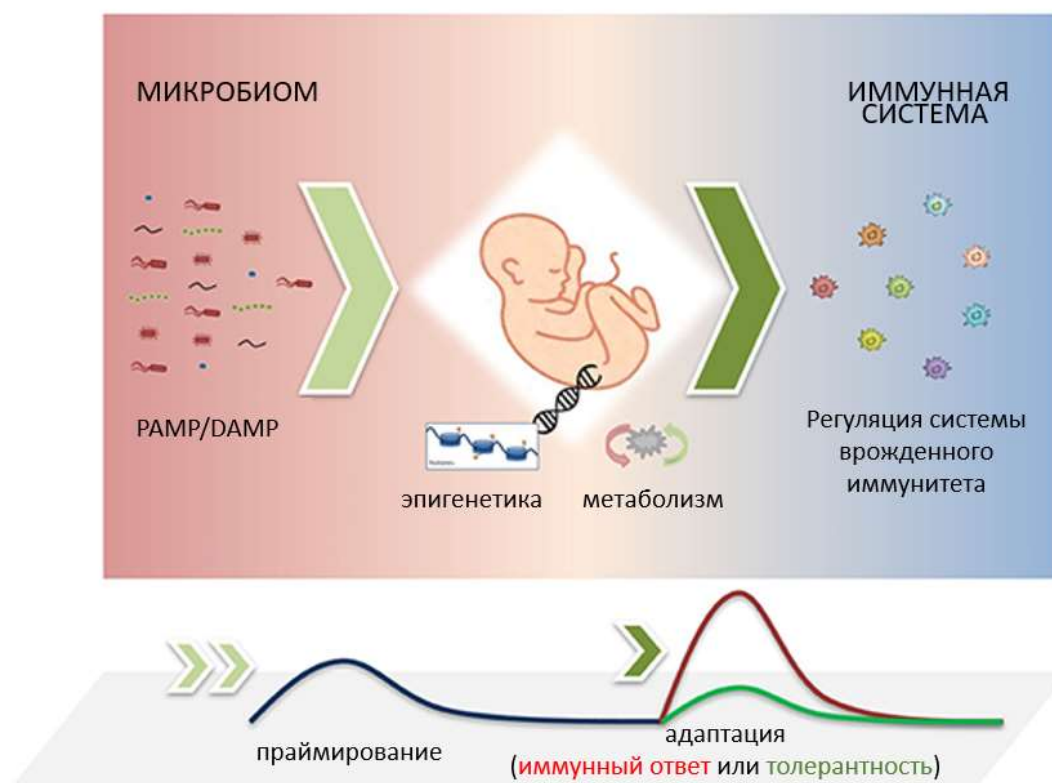 МИКРОБИОМ
ИММУННАЯ
СИСТЕМА
PAMP/DAMP
Регуляция системы
врожденного
иммунитета
эпигенетика
метаболизм
праймирование
адаптация
(иммунный ответ или толерантность)